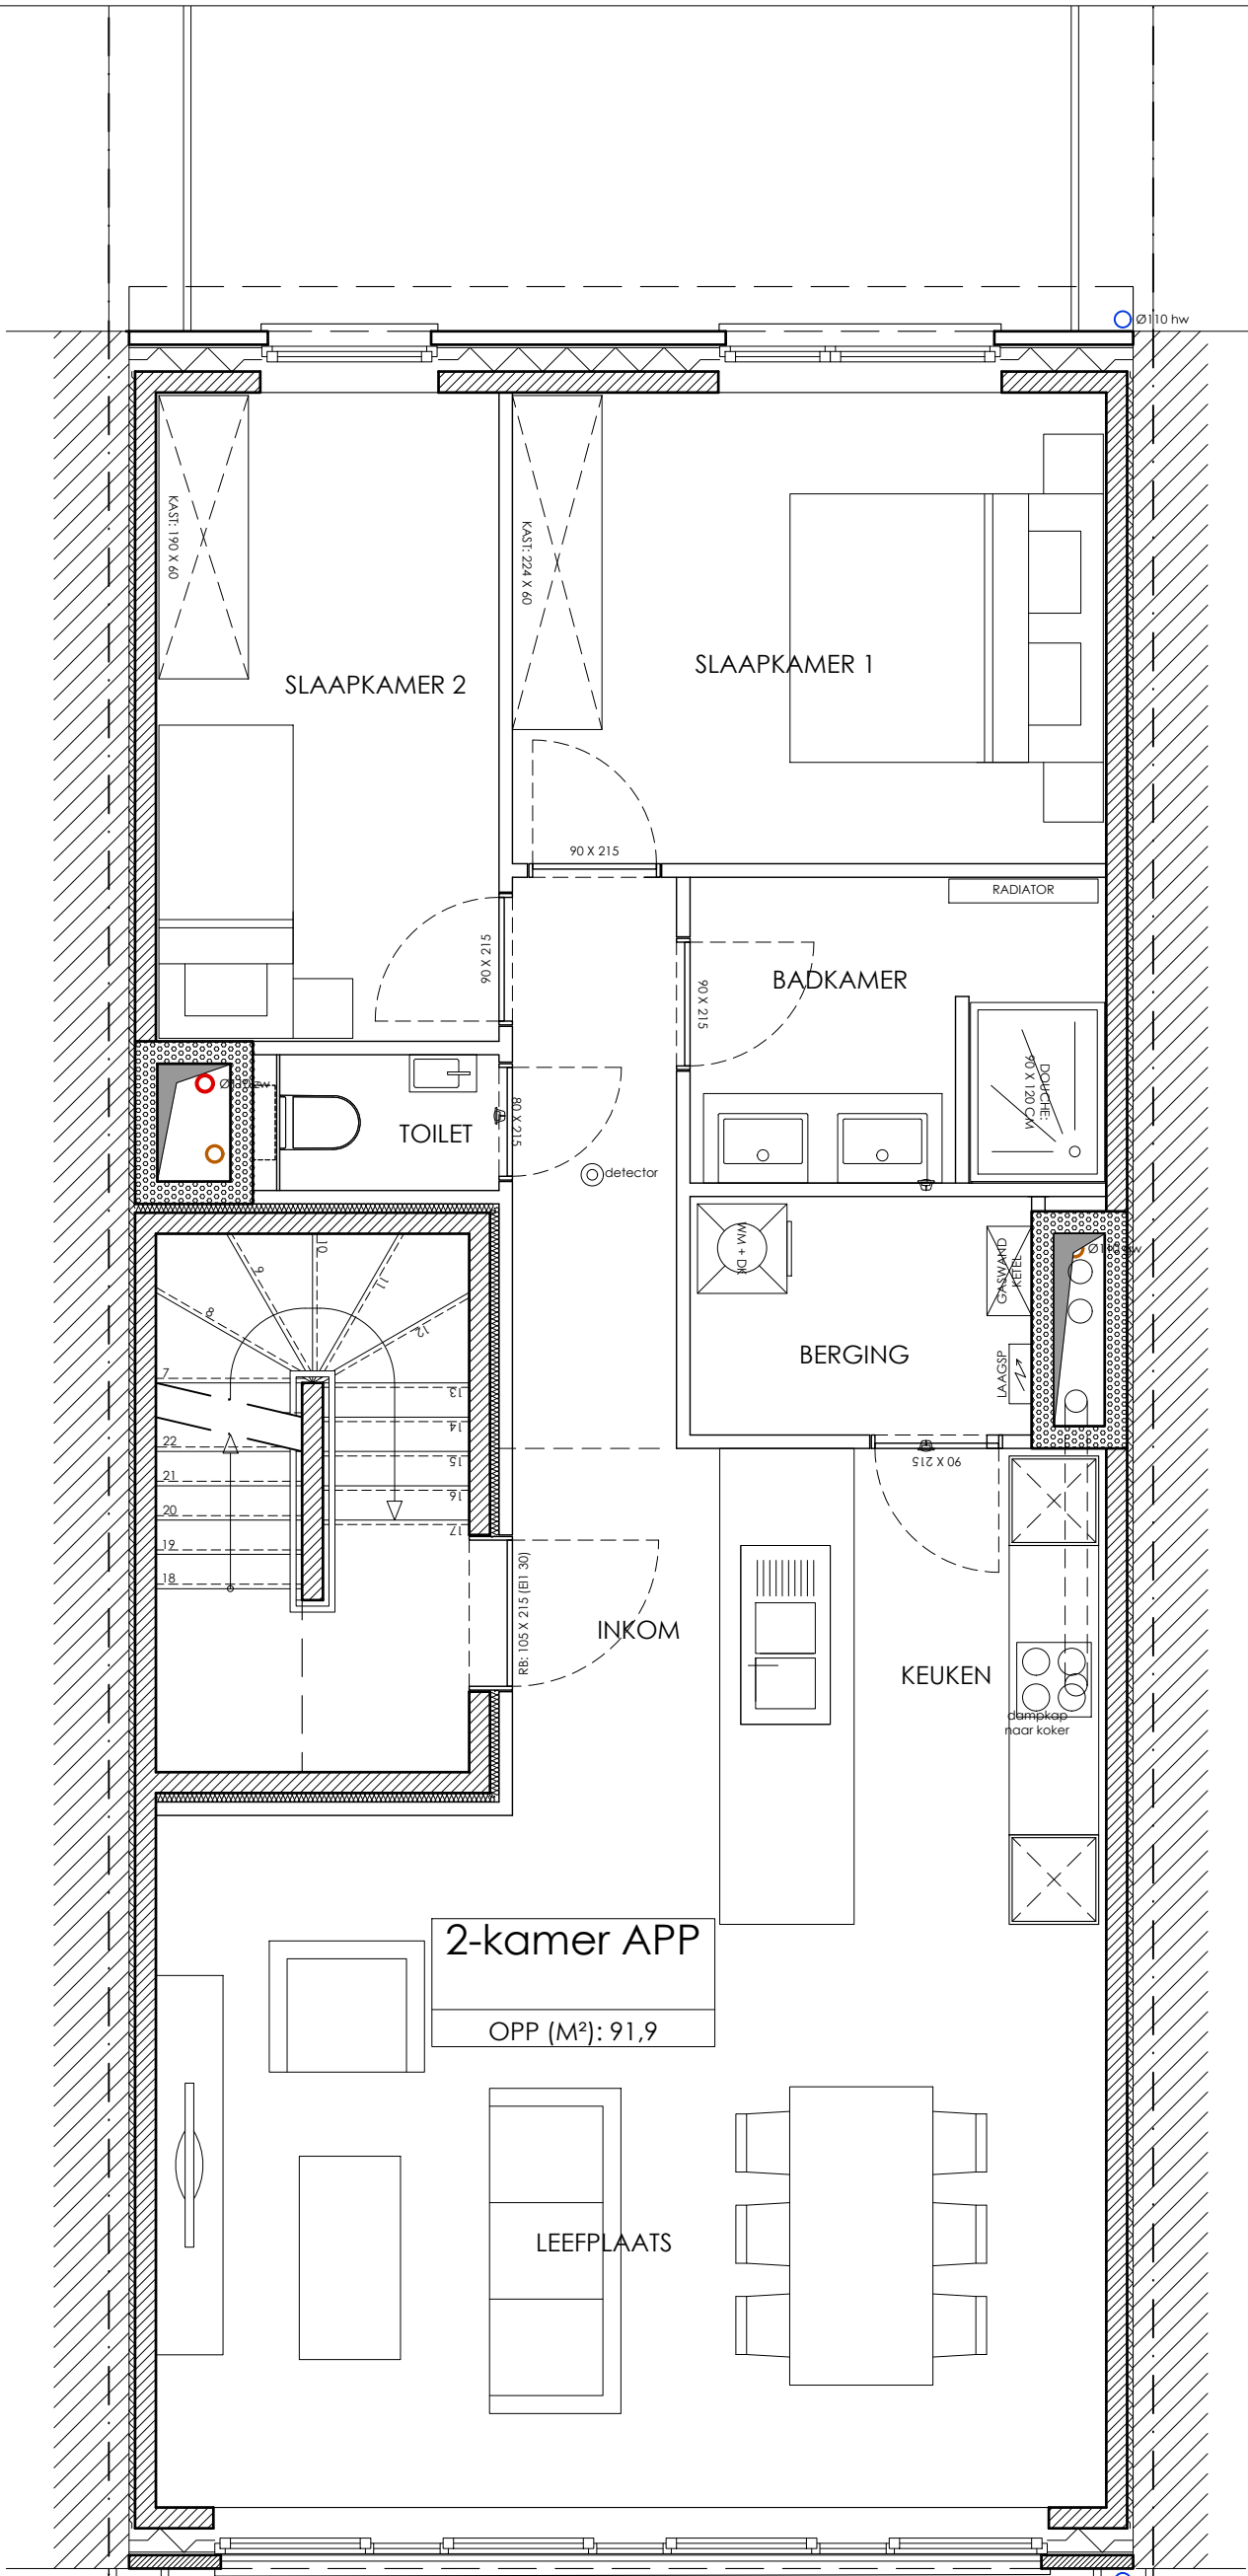 Ø110 hw
KAST: 190 X 60
KAST: 224 X 60
SLAAPKAMER 1
SLAAPKAMER 2
90 X 215
RADIATOR
90 X 215
90 X 215
BADKAMER
DOUCHE:
90 X 120 CM
80 X 215
TOILET
detector
WM + DK
GASWAND
KETEL
BERGING
LAAGSP
90 X 215
7
8
9
10
11
12
13
14
15
16
17
22
21
20
19
18
RB: 105 X 215 (EI1 30)
INKOM
KEUKEN
dampkap
naar koker
2-kamer APP
OPP (M²): 91,9
LEEFPLAATS